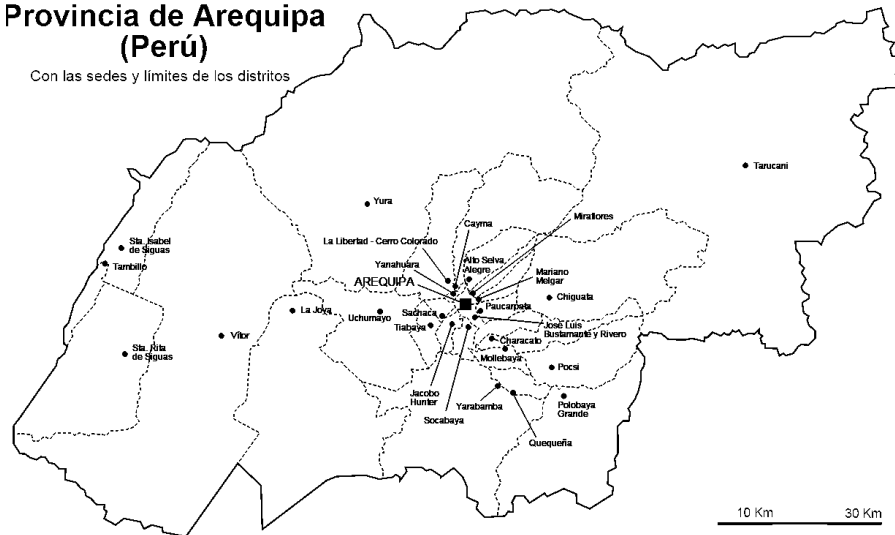 Provincia de Arequipa
(Perú)
Con las sedes y límites de los distritos
Tarucani
Yura
Miraflores
Cayma
La Libertad - Cerro Colorado
Sta. Isabel
de Siguas
Tambillo
Yanahuara
Alto Selva
Alegre
AREQUIPA
Mariano
Melgar
Chiguata
La Joya
Uchumayo
Sachaca
Paucarpata
Tiabaya
José Luis
Bustamante y Rivero
Vítor
Characato
Sta. Rita
de Siguas
Mollebaya
Pocsi
Jacobo
Hunter
Yarabamba
Polobaya
Grande
Socabaya
Quequeña
10 Km
30 Km